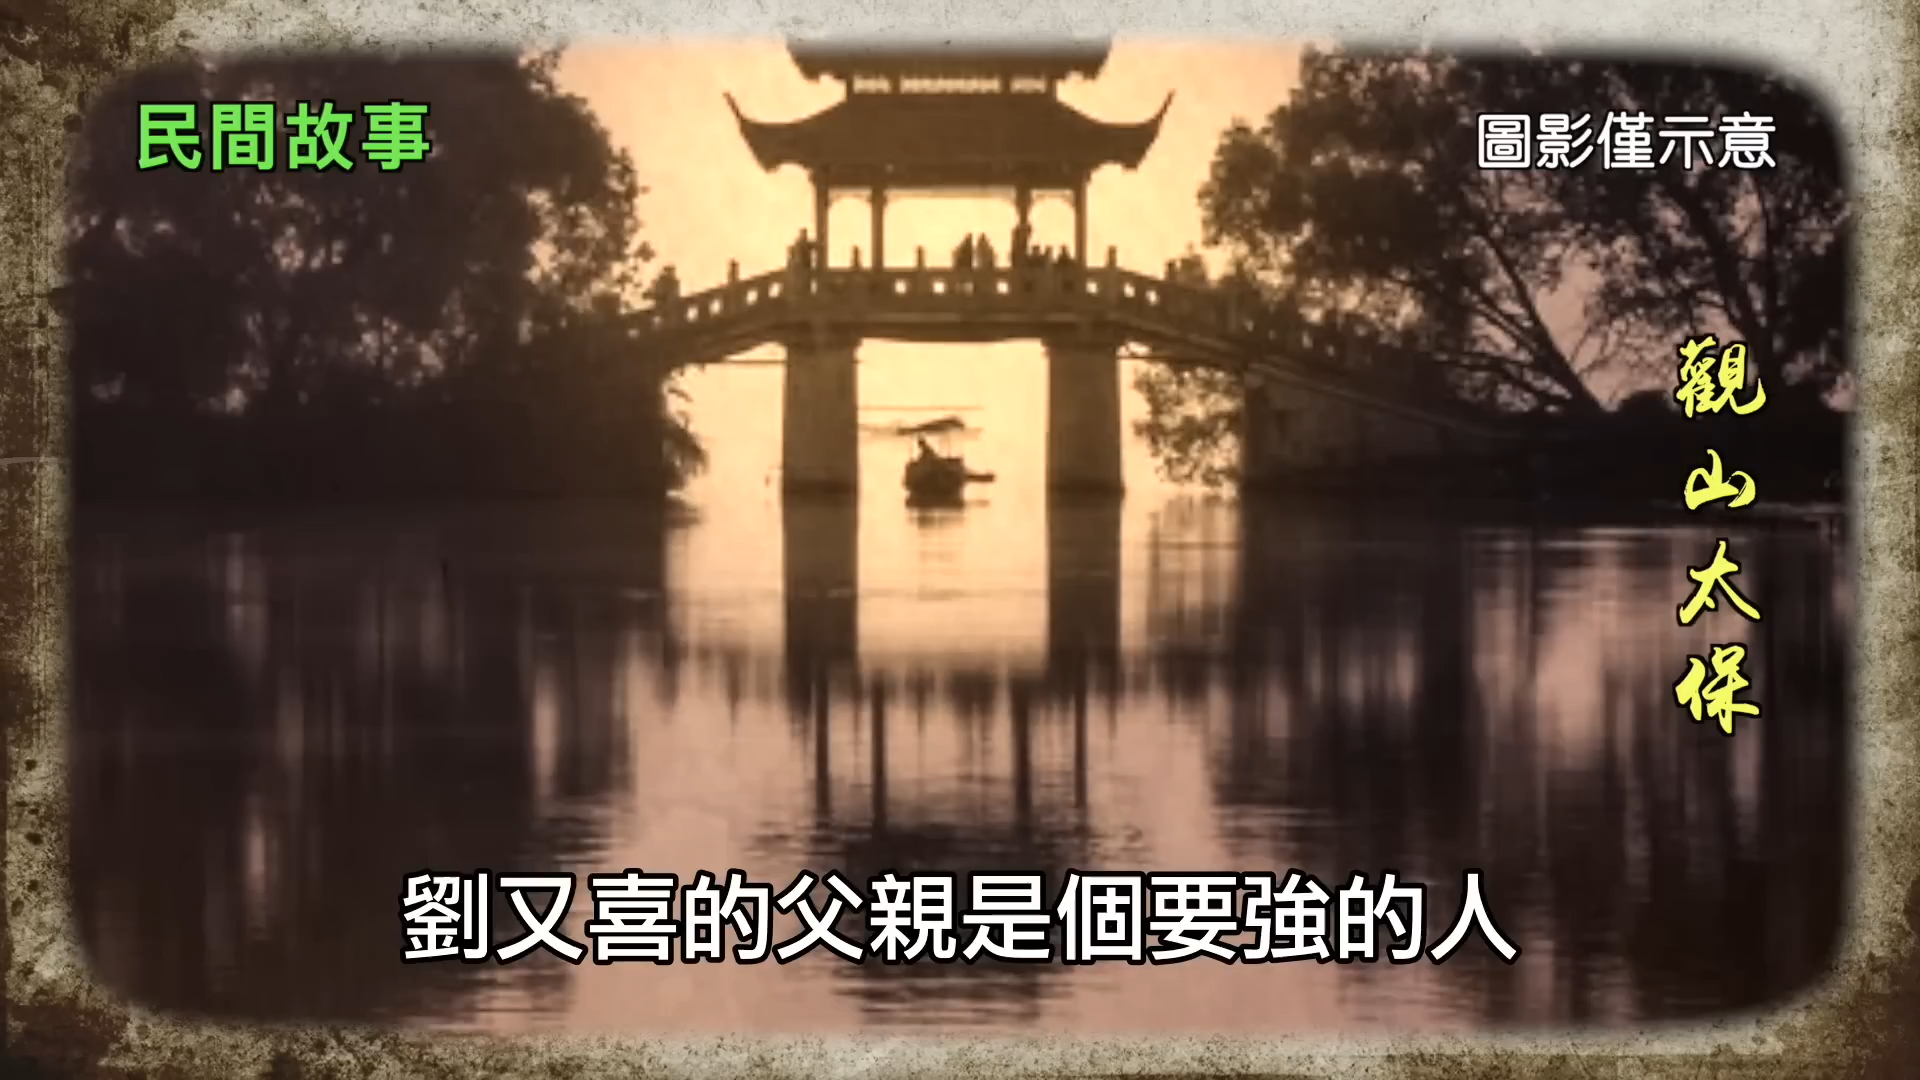 民間故事
圖影僅示意
觀山太保
劉又喜的父親是個要強的人